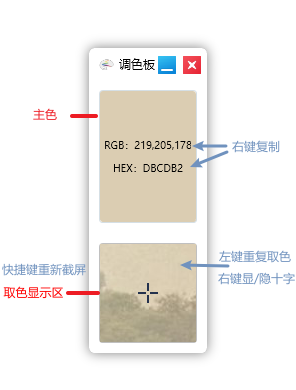 调色板
主色
RGB: 219,205,178
HEX: DBCDB2
右键复制
左键重复取色
右键显/隐十字
快捷键重新截屏
取色显示区